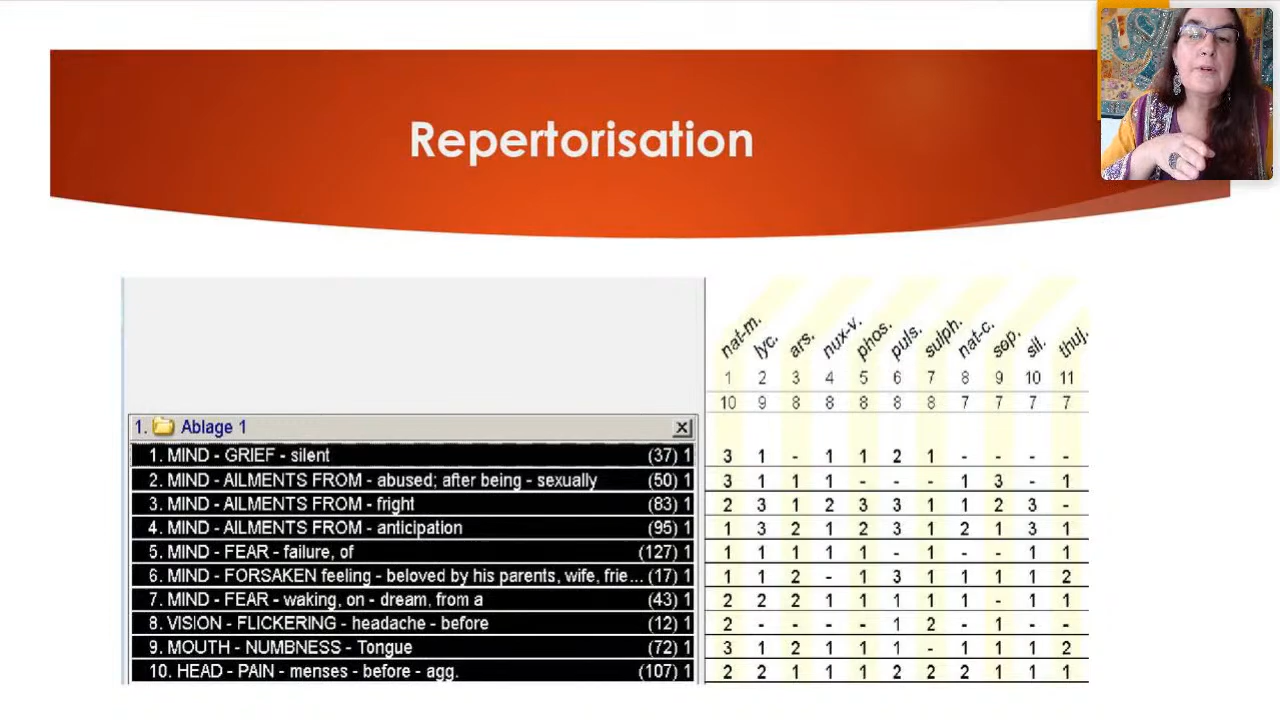 Repertorisation
nat-m. lyc. ars. nux-v. phos. puls. sulph. nat-c. sep. sil. thuj.
1 2 3 4 5 6 7 8 9 10 11
10 9 8 8 8 8 8 7 7 7 7
1. Ablage 1 X
1. MIND - GRIEF - silent (37) 1 3 1 - 1 1 2 1 - - - -
2. MIND - AILMENTS FROM - abused; after being - sexually (50) 1 3 1 1 1 - - - 1 3 - 1
3. MIND - AILMENTS FROM - fright (83) 1 2 3 1 2 3 3 1 1 2 3 -
4. MIND - AILMENTS FROM - anticipation (95) 1 1 3 2 1 2 3 1 2 1 3 1
5. MIND - FEAR - failure, of (127) 1 1 1 1 1 1 - 1 - - 1 1
6. MIND - FORSAKEN feeling - beloved by his parents, wife, frie... (17) 1 1 1 2 - 1 3 1 1 1 1 2
7. MIND - FEAR - waking, on - dream, from a (43) 1 2 2 2 1 1 1 1 1 - 1 1
8. VISION - FLICKERING - headache - before (12) 1 2 - - - - 1 2 - 1 - -
9. MOUTH - NUMBNESS - Tongue (72) 1 3 1 2 1 1 1 - 1 1 1 2
10. HEAD - PAIN - menses - before - agg. (107) 1 2 2 1 1 1 2 2 2 1 1 1